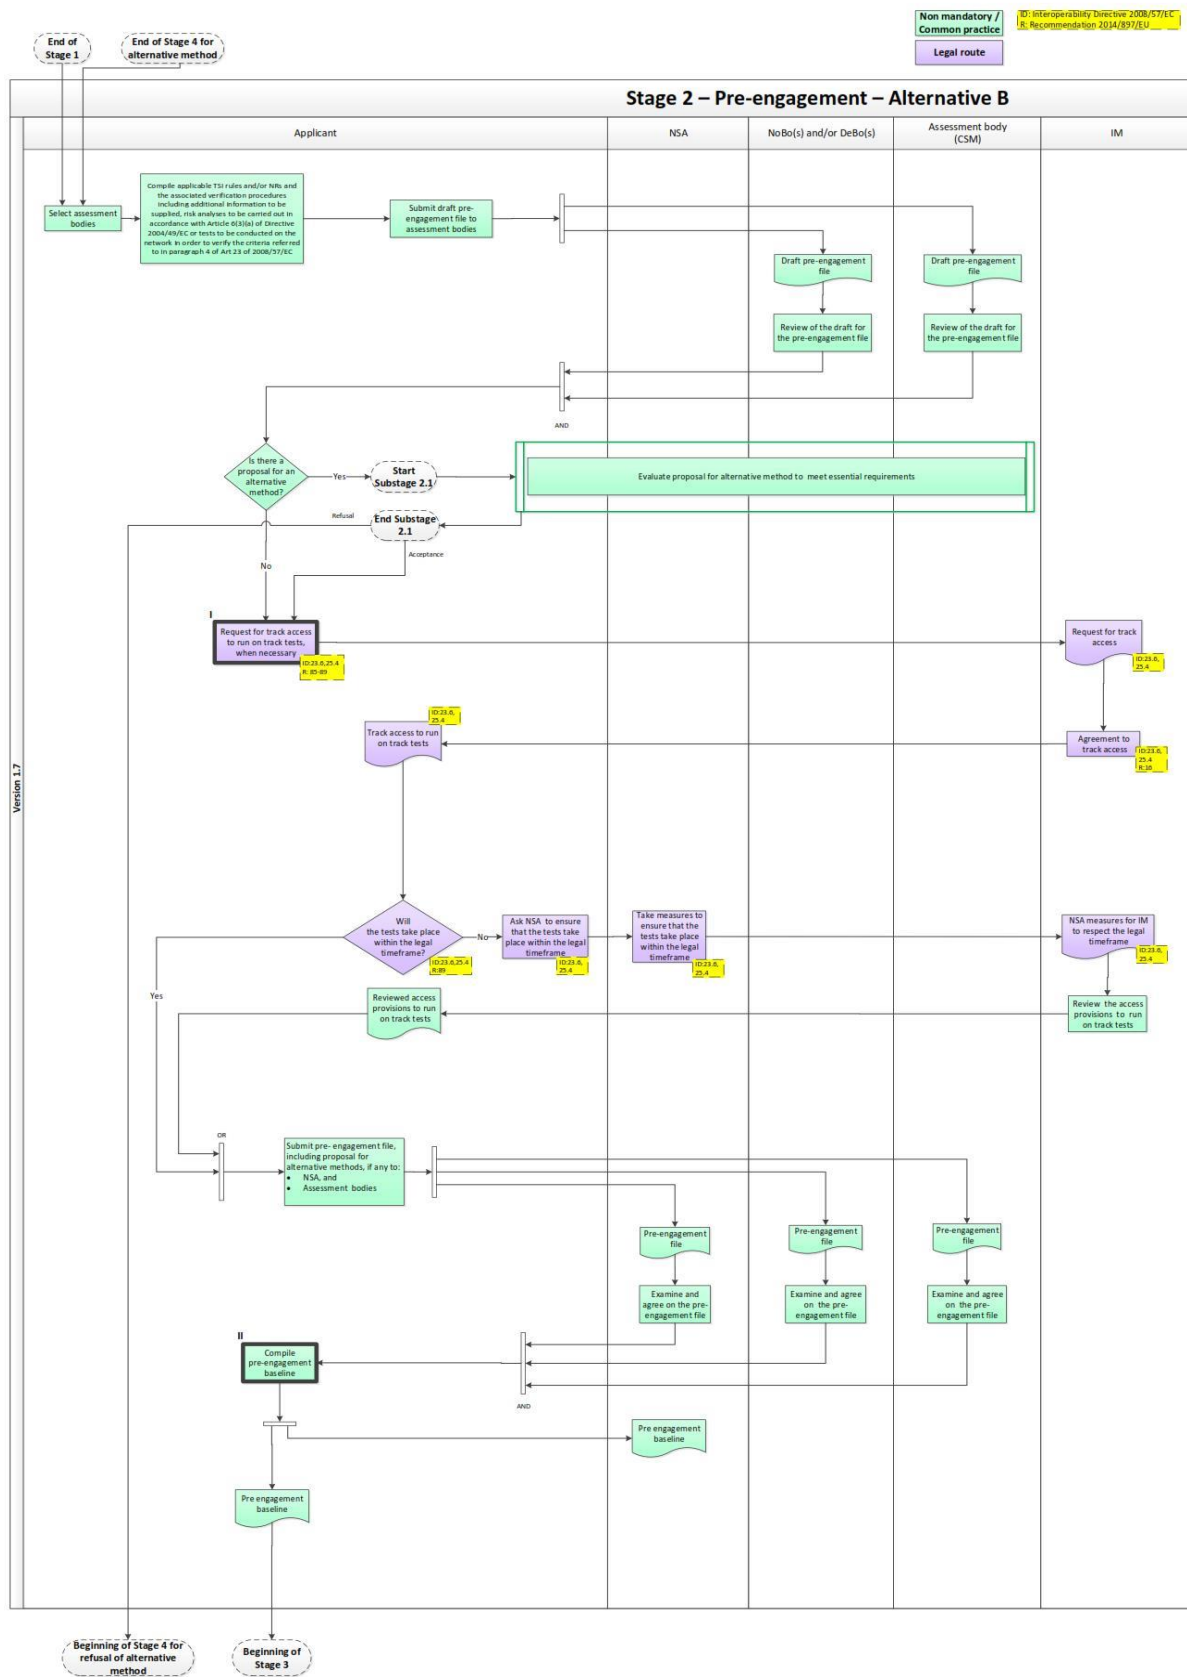 Non mandatory /
Common practice
ID: Interoperability Directive 2008/57/EC
R: Recommendation 2014/897/EU
Legal route
End of
Stage 1
End of Stage 4 for
alternative method
Stage 2 – Pre-engagement – Alternative B
Applicant
NSA
NoBo(s) and/or DeBo(s)
Assessment body
(CSM)
IM
Version 1.7
Select assessment
bodies
Compile applicable TSI rules and/or NRs and
the associated verification procedures
including additional information to be
supplied, risk analyses to be carried out in
accordance with Article 6(3)(a) of Directive
2004/49/EC or tests to be conducted on the
network in order to verify the criteria referred
to in paragraph 4 of Art 23 of 2008/57/EC
Submit draft pre-
engagement file to
assessment bodies
Draft pre-engagement
file
Draft pre-engagement
file
Review of the draft for
the pre-engagement file
Review of the draft for
the pre-engagement file
AND
Is there a
proposal for an
alternative
method?
Yes
Start
Substage 2.1
Evaluate proposal for alternative method to meet essential requirements
Refusal
End Substage
2.1
Acceptance
No
I
Request for track access
to run on track tests,
when necessary
ID:23.6,25.4
R: 85-89
Request for track
access
ID:23.6,
25.4
Track access to run
on track tests
ID:23.6,
25.4
Agreement to
track access
ID:23.6,
25.4
R:16
Will
the tests take place
within the legal
timeframe?
ID:23.6,25.4
R:89
No
Ask NSA to ensure
that the tests take
place within the legal
timeframe
ID:23.6,
25.4
Take measures to
ensure that the
tests take place
within the legal
timeframe
ID:23.6,
25.4
NSA measures for IM
to respect the legal
timeframe
ID:23.6,
25.4
Yes
Reviewed access
provisions to run
on track tests
Review the access
provisions to run
on track tests
OR
Submit pre- engagement file,
including proposal for
alternative methods, if any to:
• NSA, and
• Assessment bodies
Pre-engagement
file
Pre-engagement
file
Pre-engagement
file
Examine and
agree on the pre-
engagement file
Examine and agree
on the pre-
engagement file
Examine and agree
on the pre-
engagement file
II
Compile
pre-engagement
baseline
AND
Pre engagement
baseline
Pre engagement
baseline
Beginning of Stage 4 for
refusal of alternative
method
Beginning of
Stage 3